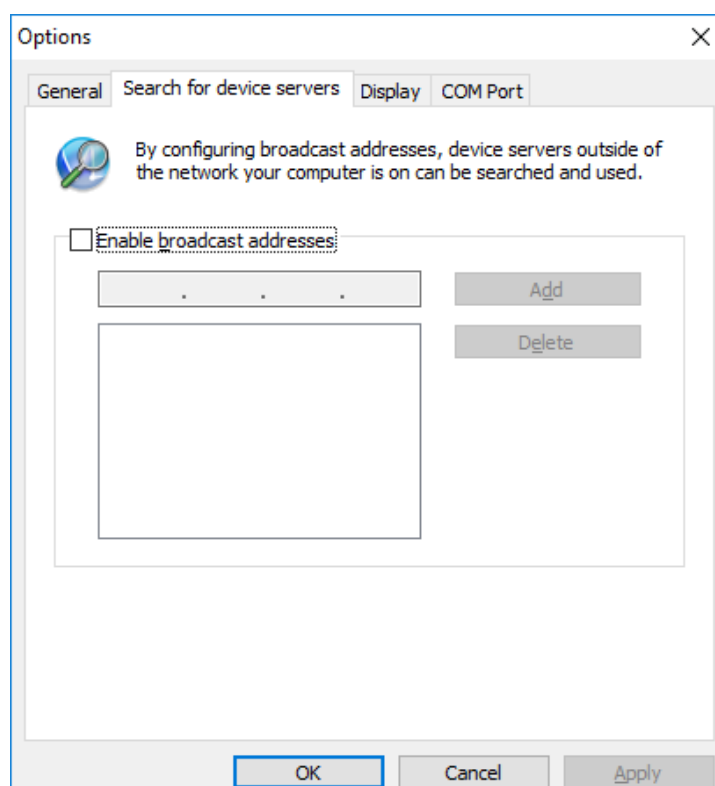 Options
General Search for device servers Display COM Port
By configuring broadcast addresses, device servers outside of
the network your computer is on can be searched and used.
Enable broadcast addresses
. . . Add
Delete
OK Cancel Apply